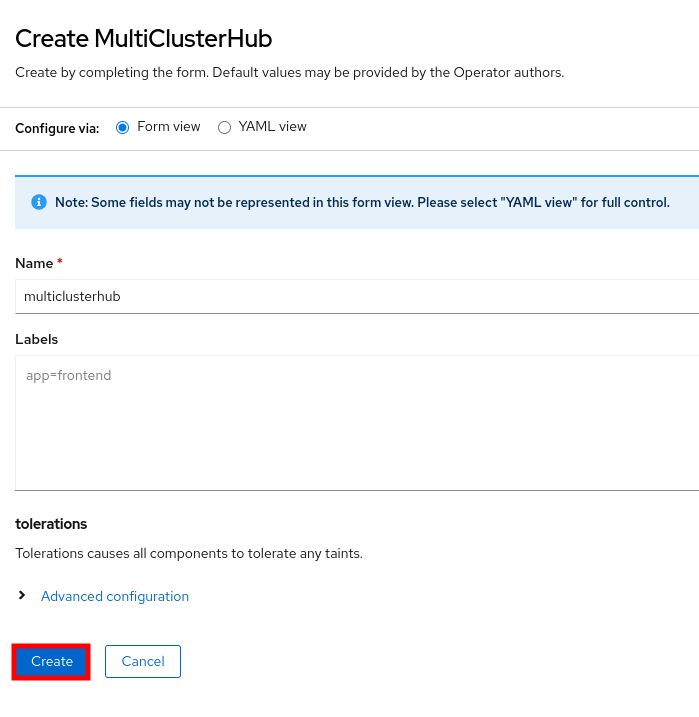 Create MultiClusterHub
Create by completing the form. Default values may be provided by the Operator authors.
Configure via: Form view YAML view
Note: Some fields may not be represented in this form view. Please select "YAML view" for full control.
Name *
multiclusterhub
Labels
app=frontend
tolerations
Tolerations causes all components to tolerate any taints.
Advanced configuration
Create Cancel